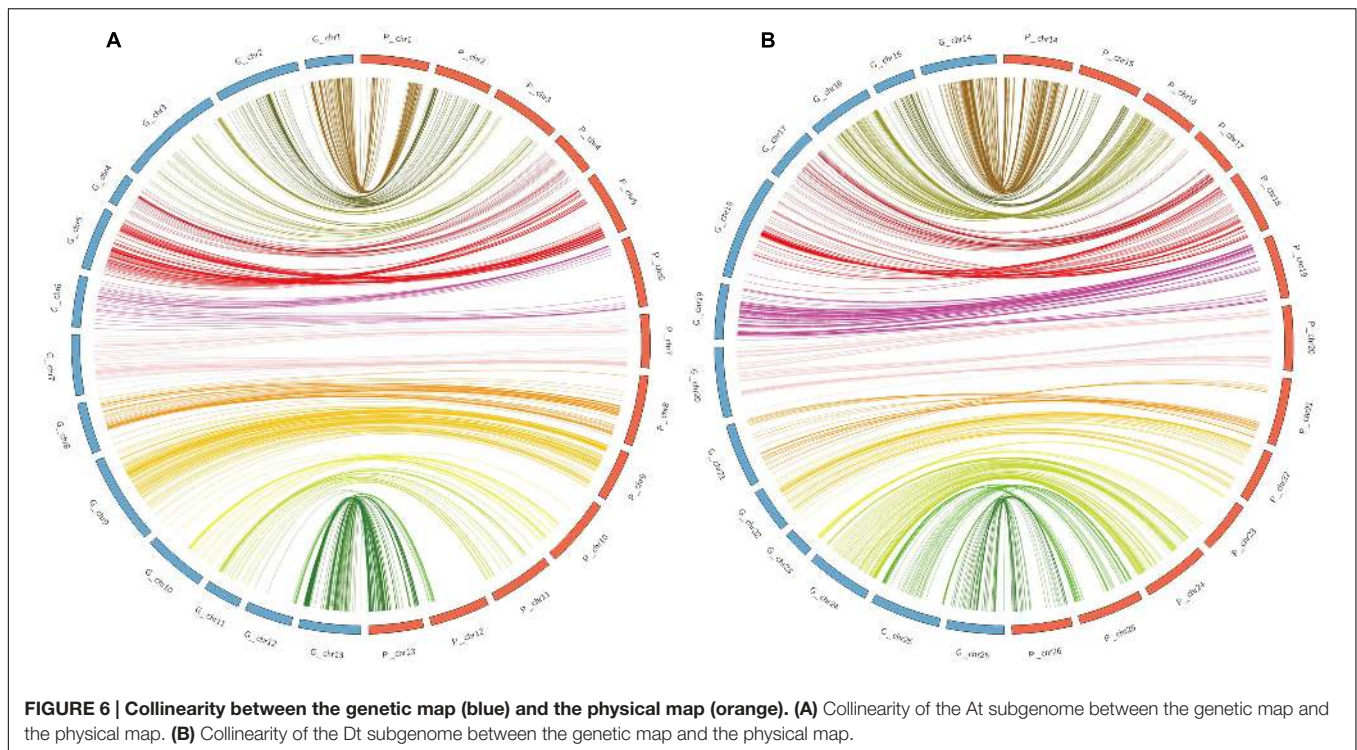 A
G_chr1
P_chr1
G_chr2
P_chr2
G_chr3
P_chr3
G_chr4
P_chr4
G_chr5
P_chr5
G_chr6
P_chr6
G_chr7
P_chr7
G_chr8
P_chr8
G_chr9
P_chr9
G_chr10
P_chr10
G_chr11
P_chr11
G_chr12
P_chr12
G_chr13
P_chr13
B
G_chr14
P_chr14
G_chr15
P_chr15
G_chr16
P_chr16
G_chr17
P_chr17
G_chr18
P_chr18
G_chr19
P_chr19
G_chr20
P_chr20
G_chr21
P_chr21
G_chr22
P_chr22
G_chr23
P_chr23
G_chr24
P_chr24
G_chr25
P_chr25
G_chr26
P_chr26
FIGURE 6 | Collinearity between the genetic map (blue) and the physical map (orange). (A) Collinearity of the At subgenome between the genetic map and
the physical map. (B) Collinearity of the Dt subgenome between the genetic map and the physical map.